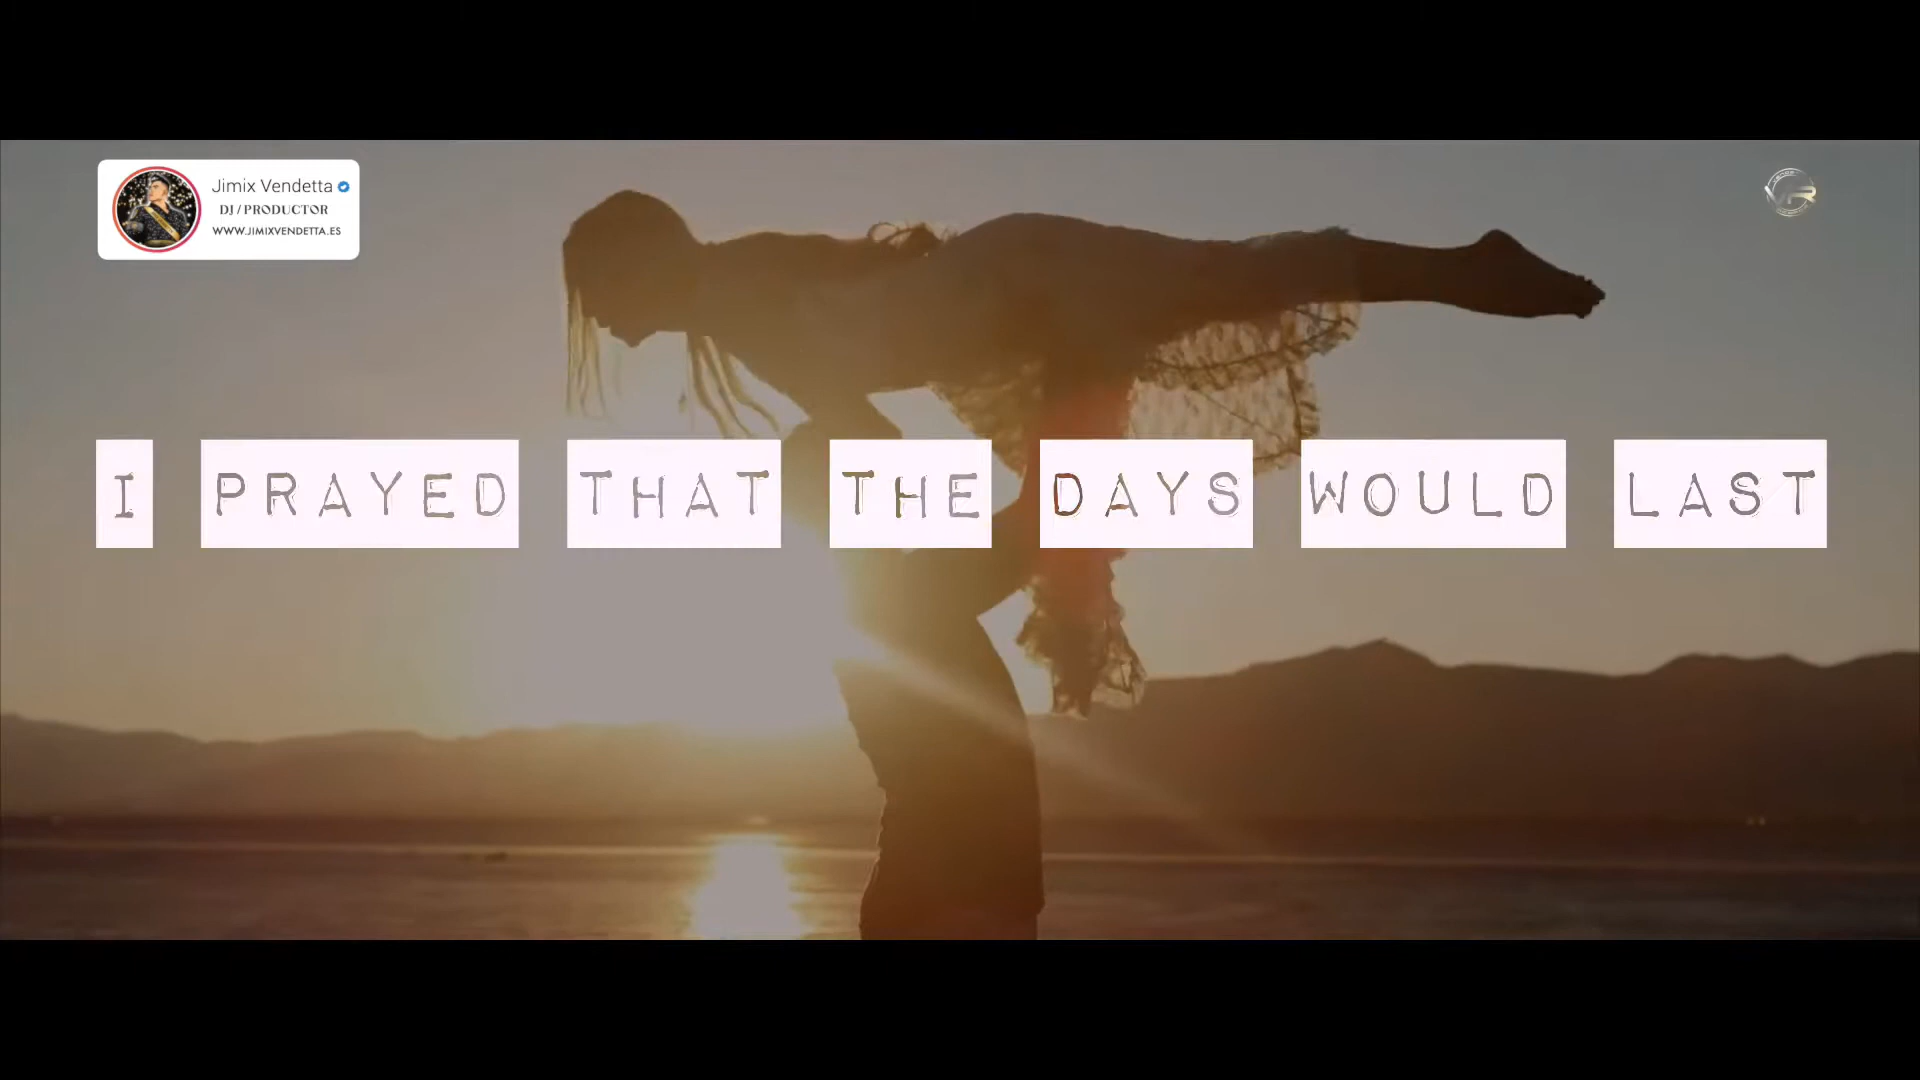 Jimix Vendetta
DJ/PRODUCTOR
WWW.JIMIXVENDETTA.ES
I PRAYED THAT THE DAYS WOULD LAST